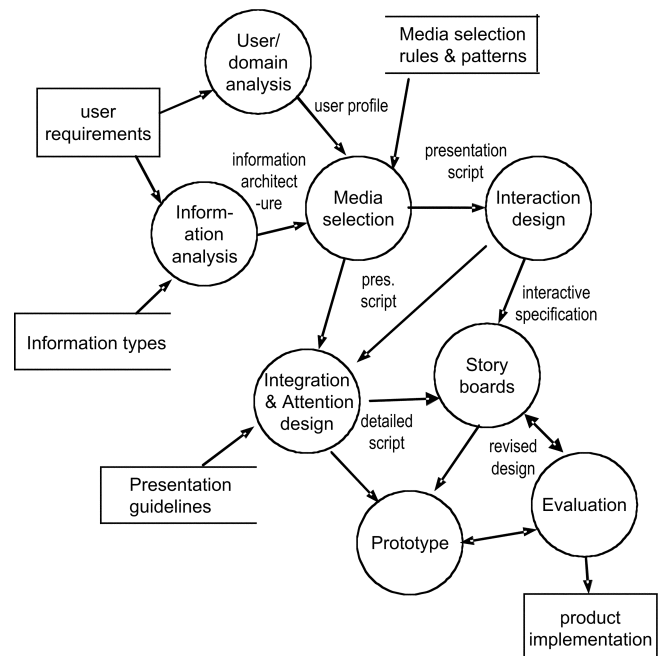 User/
domain
analysis
Media selection
rules & patterns
user
requirements
user profile
information
architect
-ure
presentation
script
Media
selection
Interaction
design
Inform-
ation
analysis
pres.
script
interactive
specification
Information types
Integration
& Attention
design
Story
boards
detailed
script
revised
design
Presentation
guidelines
Evaluation
Prototype
product
implementation